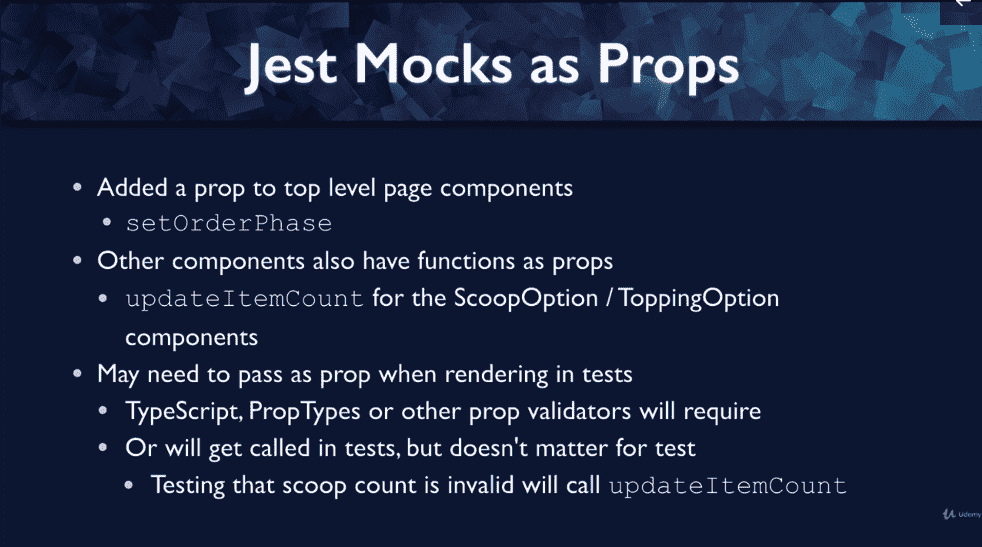 Jest Mocks as Props
• Added a prop to top level page components
• setOrderPhase
• Other components also have functions as props
• updateItemCount for the ScoopOption / ToppingOption
components
• May need to pass as prop when rendering in tests
• TypeScript, PropTypes or other prop validators will require
• Or will get called in tests, but doesn't matter for test
• Testing that scoop count is invalid will call updateItemCount
Udemy